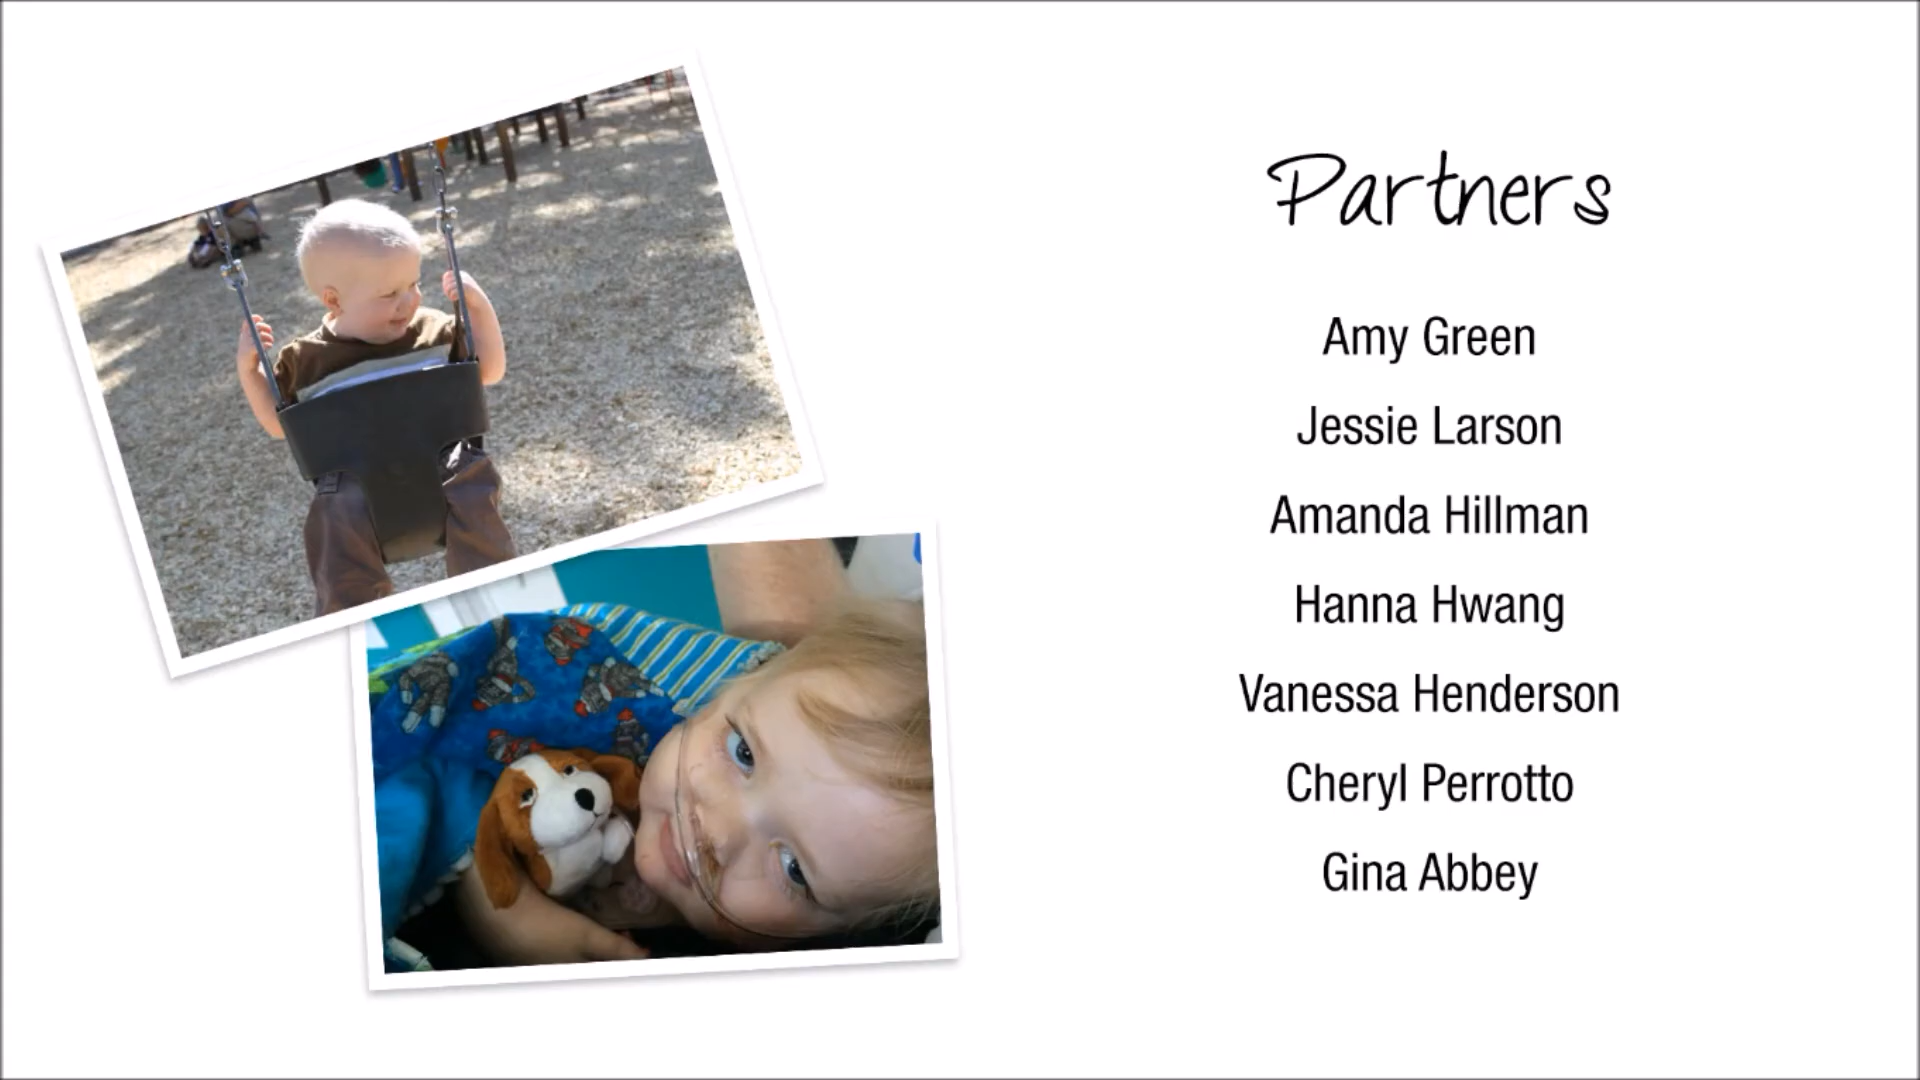 Partners
Amy Green
Jessie Larson
Amanda Hillman
Hanna Hwang
Vanessa Henderson
Cheryl Perrotto
Gina Abbey